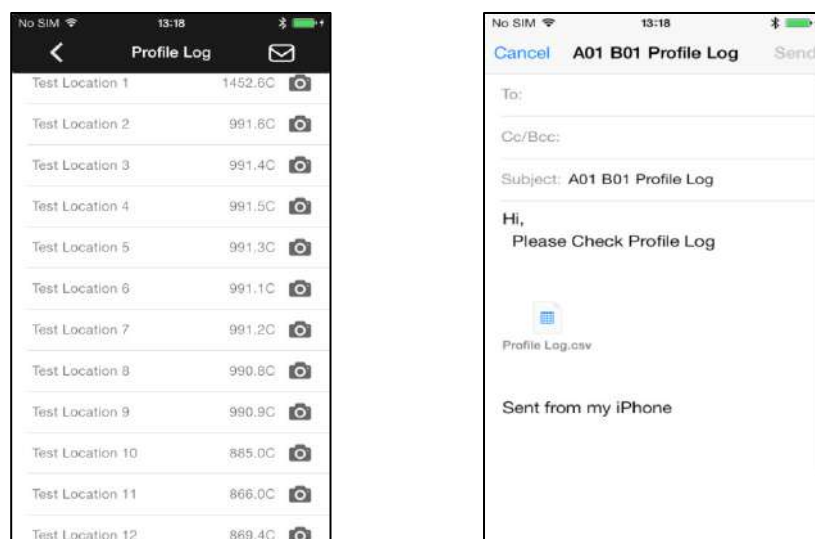 No SIM 13:18
Profile Log
Test Location 1 1452.6C
Test Location 2 991.6C
Test Location 3 991.4C
Test Location 4 991.5C
Test Location 5 991.3C
Test Location 6 991.1C
Test Location 7 991.2C
Test Location 8 990.8C
Test Location 9 990.9C
Test Location 10 885.0C
Test Location 11 866.0C
Test Location 12 869.4C
No SIM 13:18
Cancel A01 B01 Profile Log Send
To:
Cc/Bcc:
Subject: A01 B01 Profile Log
Hi,
Please Check Profile Log
Profile Log.csv
Sent from my iPhone